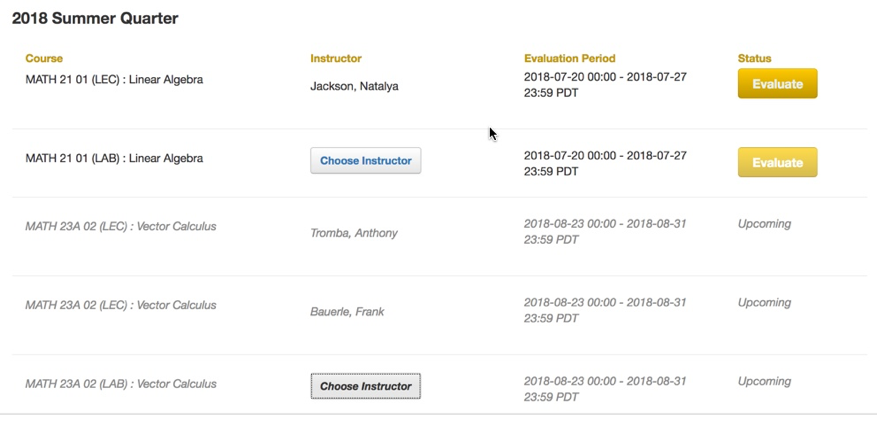 2018 Summer Quarter
Course Instructor Evaluation Period Status
MATH 21 01 (LEC) : Linear Algebra Jackson, Natalya 2018-07-20 00:00 - 2018-07-27 Evaluate
23:59 PDT
MATH 21 01 (LAB) : Linear Algebra Choose Instructor 2018-07-20 00:00 - 2018-07-27 Evaluate
23:59 PDT
MATH 23A 02 (LEC) : Vector Calculus Tromba, Anthony 2018-08-23 00:00 - 2018-08-31 Upcoming
23:59 PDT
MATH 23A 02 (LEC) : Vector Calculus Bauerle, Frank 2018-08-23 00:00 - 2018-08-31 Upcoming
23:59 PDT
MATH 23A 02 (LAB) : Vector Calculus Choose Instructor 2018-08-23 00:00 - 2018-08-31 Upcoming
23:59 PDT